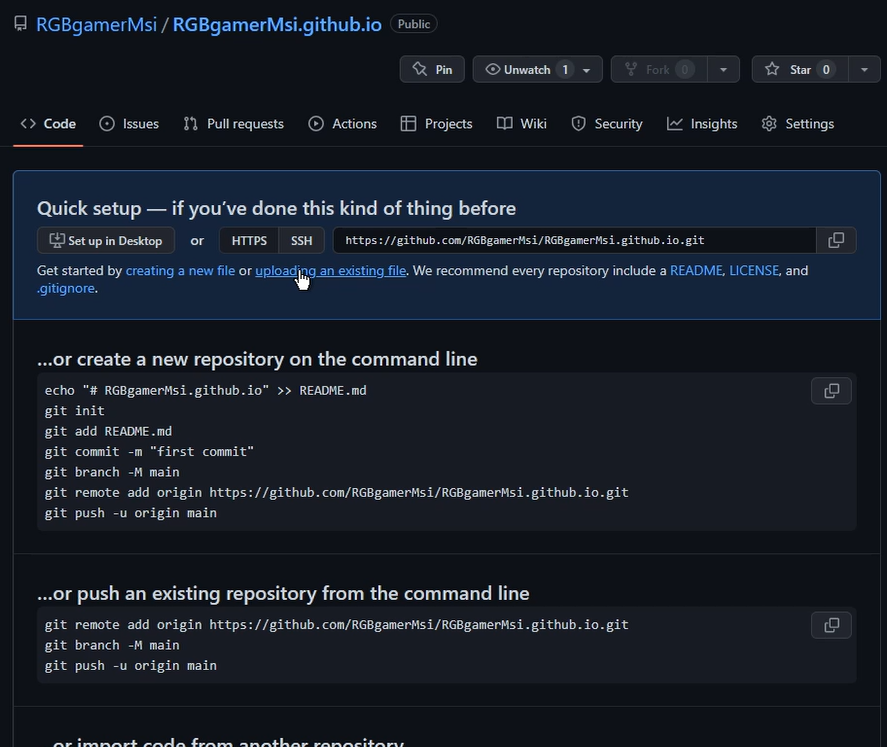 RGBgamerMsi / RGBgamerMsi.github.io Public
Pin Unwatch 1 Fork 0 Star 0
Code Issues Pull requests Actions Projects Wiki Security Insights Settings
Quick setup — if you've done this kind of thing before
Set up in Desktop or HTTPS SSH https://github.com/RGBgamerMsi/RGBgamerMsi.github.io.git
Get started by creating a new file or uploading an existing file. We recommend every repository include a README, LICENSE, and
.gitignore.
...or create a new repository on the command line
echo "# RGBgamerMsi.github.io" >> README.md
git init
git add README.md
git commit -m "first commit"
git branch -M main
git remote add origin https://github.com/RGBgamerMsi/RGBgamerMsi.github.io.git
git push -u origin main
...or push an existing repository from the command line
git remote add origin https://github.com/RGBgamerMsi/RGBgamerMsi.github.io.git
git branch -M main
git push -u origin main
...or import code from another repository